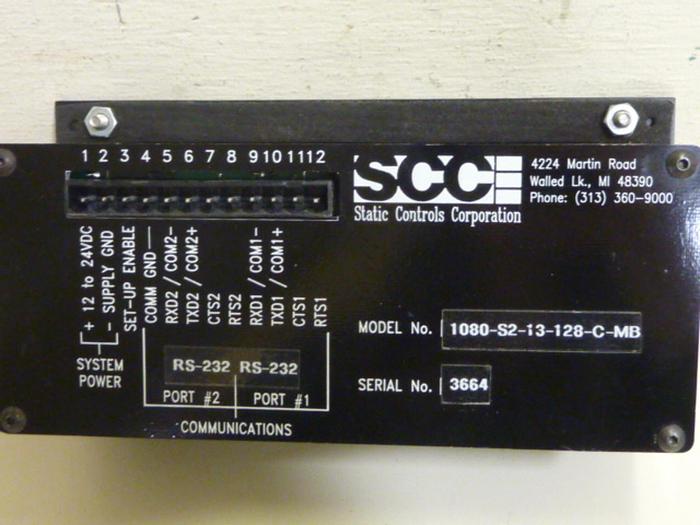 1 2 3 4 5 6 7 8 9 10 11 12
SCC
Static Controls Corporation
4224 Martin Road
Walled Lk., MI 48390
Phone: (313) 360-9000
+ 12 to 24VDC
- SUPPLY GND
SET-UP ENABLE
COMM GND
RXD2 / COM2-
TXD2 / COM2+
CTS2
RTS2
RXD1 / COM1-
TXD1 / COM1+
CTS1
RTS1
SYSTEM
POWER
RS-232 RS-232
PORT #2 PORT #1
COMMUNICATIONS
MODEL No. 1080-S2-13-128-C-MB
SERIAL No. 3664